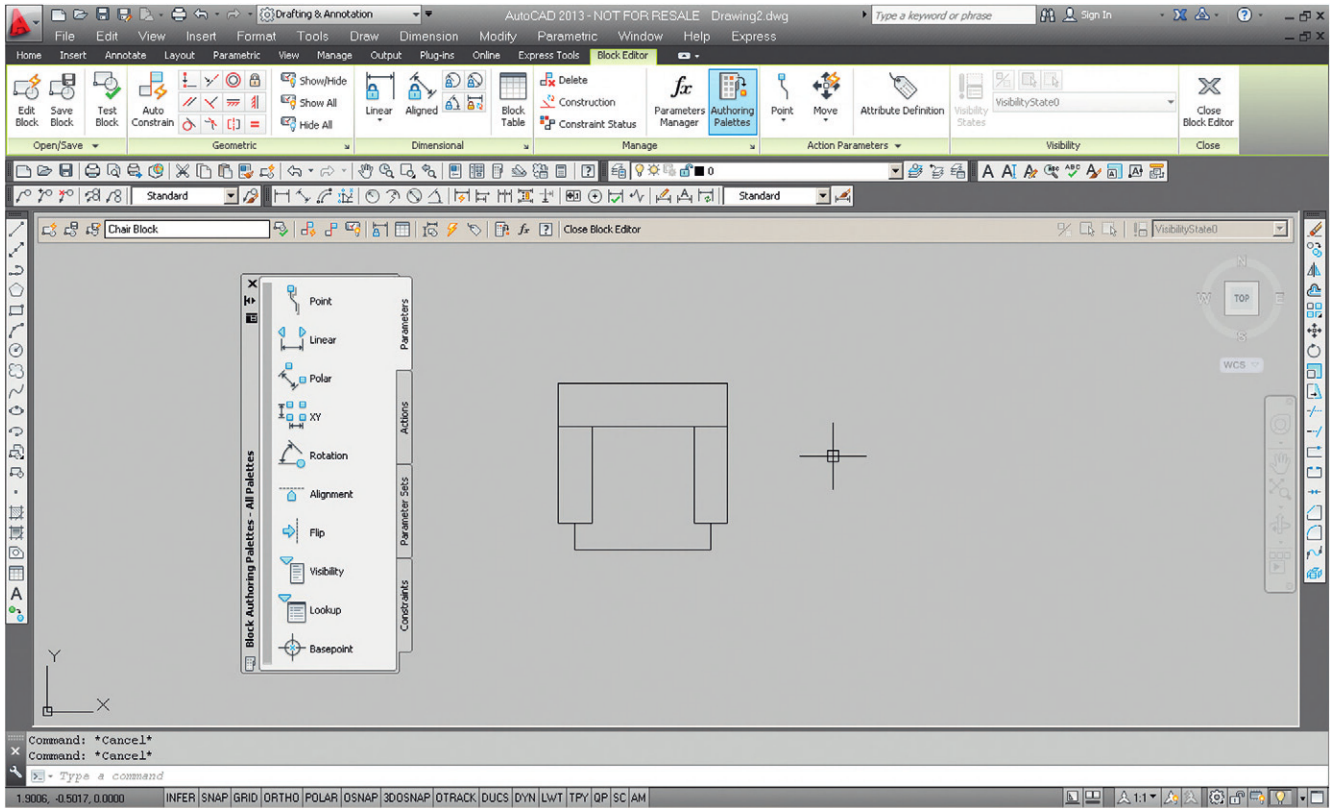 Drafting & Annotation
AutoCAD 2013 - NOT FOR RESALE Drawing2.dwg
Type a keyword or phrase
Sign In
File Edit View Insert Format Tools Draw Dimension Modify Parametric Window Help Express
Home Insert Annotate Layout Parametric View Manage Output Plug-ins Online Express Tools Block Editor
Edit Block
Save Block
Test Block
Auto Constrain
Show/Hide
Show All
Hide All
Linear
Aligned
Block Table
Delete
Construction
Constraint Status
fx
Parameters Manager
Authoring Palettes
Point
Move
Attribute Definition
Visibility States
VisibilityState0
Close Block Editor
Open/Save Geometric Dimensional Manage Action Parameters Visibility Close
0
A AI A
Standard
Standard
Chair Block
fx
Close Block Editor
VisibilityState0
N
W TOP E
S
WCS
Point
Linear
Polar
XY
Rotation
Alignment
Flip
Visibility
Lookup
Basepoint
Parameters
Actions
Parameter Sets
Constraints
Block Authoring Palettes - All Palettes
A
Y
X
Command: *Cancel*
Command: *Cancel*
Type a command
1.9006, -0.5017, 0.0000 INFER SNAP GRID ORTHO POLAR OSNAP 3DOSNAP OTRACK DUCS DYN LWT TPY QP SC AM
1:1